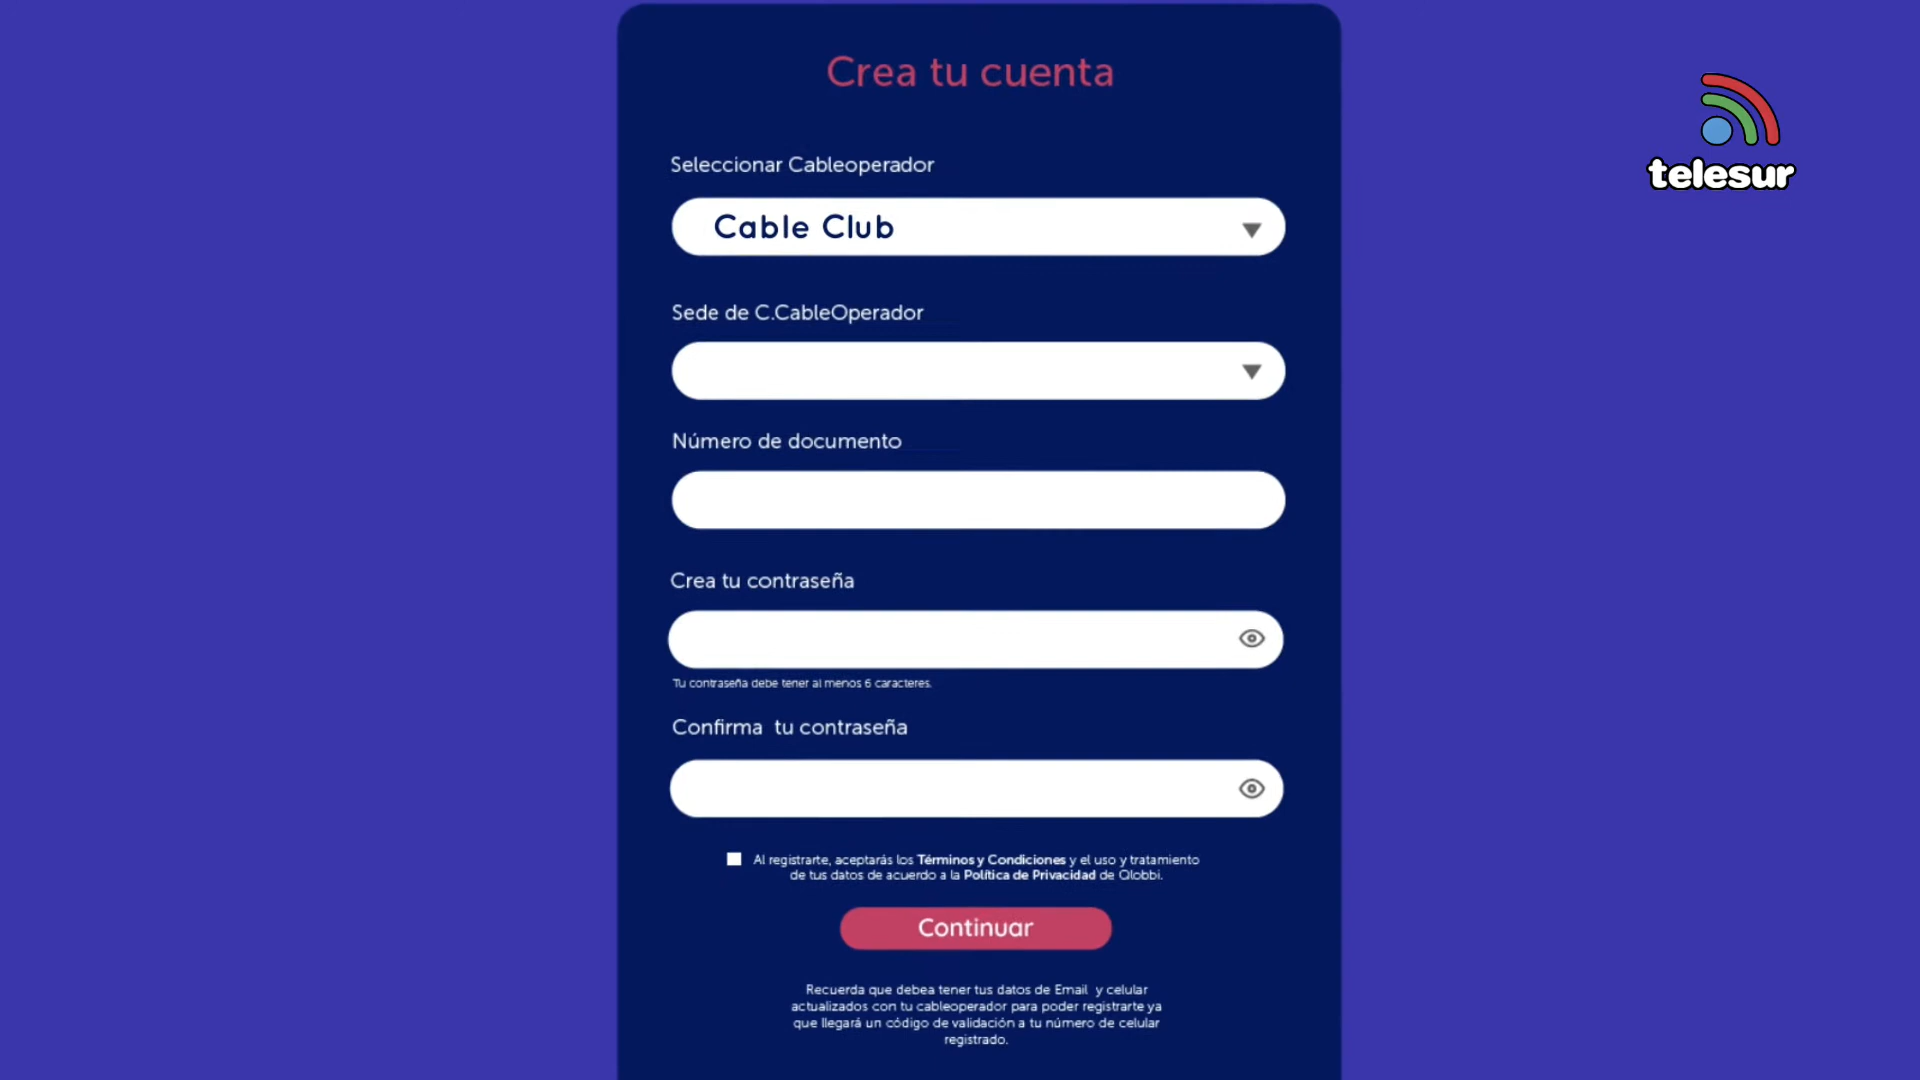 Crea tu cuenta
telesur
Seleccionar Cableoperador
Cable Club
Sede de C.CableOperador
Número de documento
Crea tu contraseña
Tu contraseña debe tener al menos 6 caracteres.
Confirma tu contraseña
Al registrarte, aceptarás los Términos y Condiciones y el uso y tratamiento
de tus datos de acuerdo a la Política de Privacidad de Qlobbi.
Continuar
Recuerda que debea tener tus datos de Email y celular
actualizados con tu cableoperador para poder registrarte ya
que llegará un código de validación a tu número de celular
registrado.